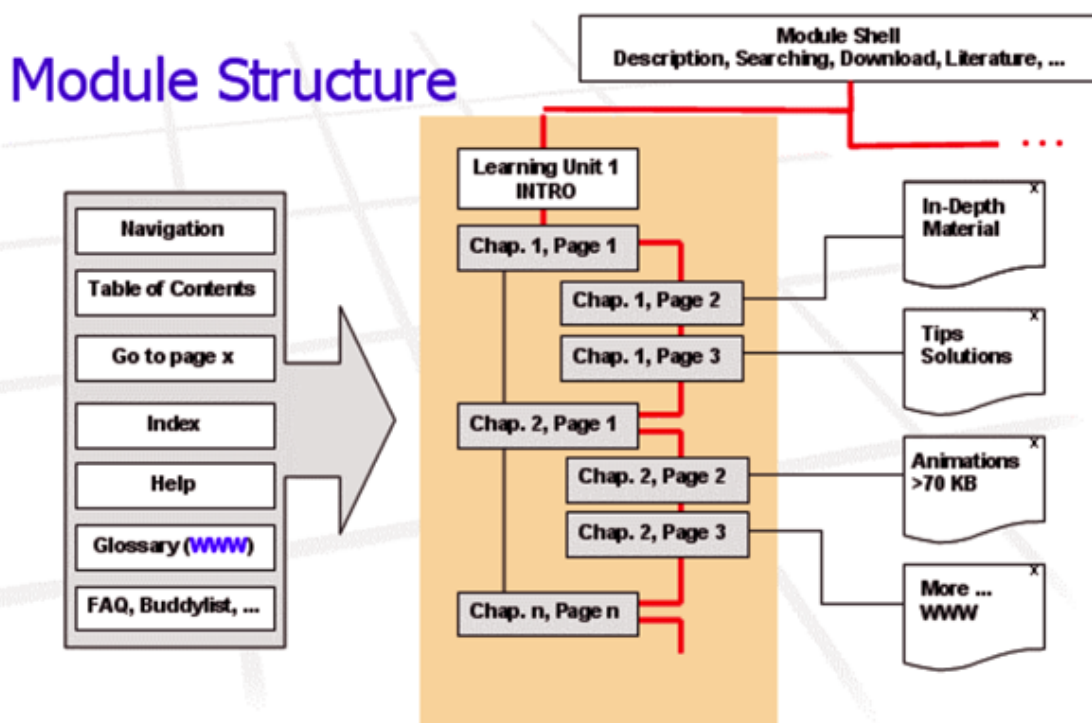 Module Structure
Module Shell
Description, Searching, Download, Literature, ...
Learning Unit 1
INTRO
Navigation
Table of Contents
Go to page x
Index
Help
Glossary (WWW)
FAQ, Buddylist, ...
Chap. 1, Page 1
Chap. 1, Page 2
Chap. 1, Page 3
Chap. 2, Page 1
Chap. 2, Page 2
Chap. 2, Page 3
Chap. n, Page n
x
In-Depth
Material
x
Tips
Solutions
x
Animations
>70 KB
x
More ...
WWW
...